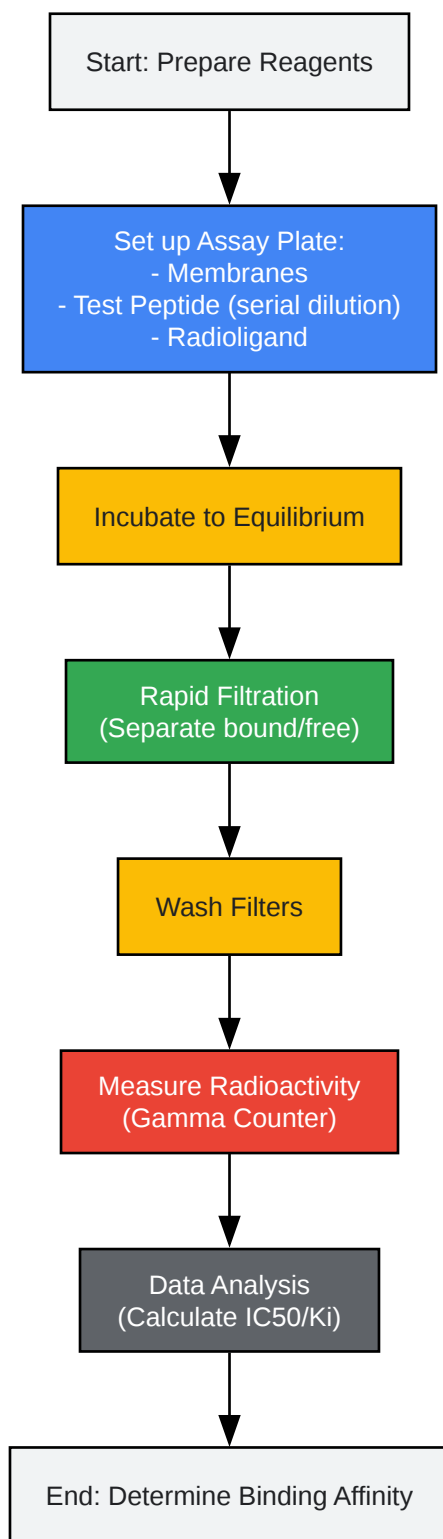 Start: Prepare Reagents
Set up Assay Plate:
- Membranes
- Test Peptide (serial dilution)
- Radioligand
Incubate to Equilibrium
Rapid Filtration
(Separate bound/free)
Wash Filters
Measure Radioactivity
(Gamma Counter)
Data Analysis
(Calculate IC50/Ki)
End: Determine Binding Affinity